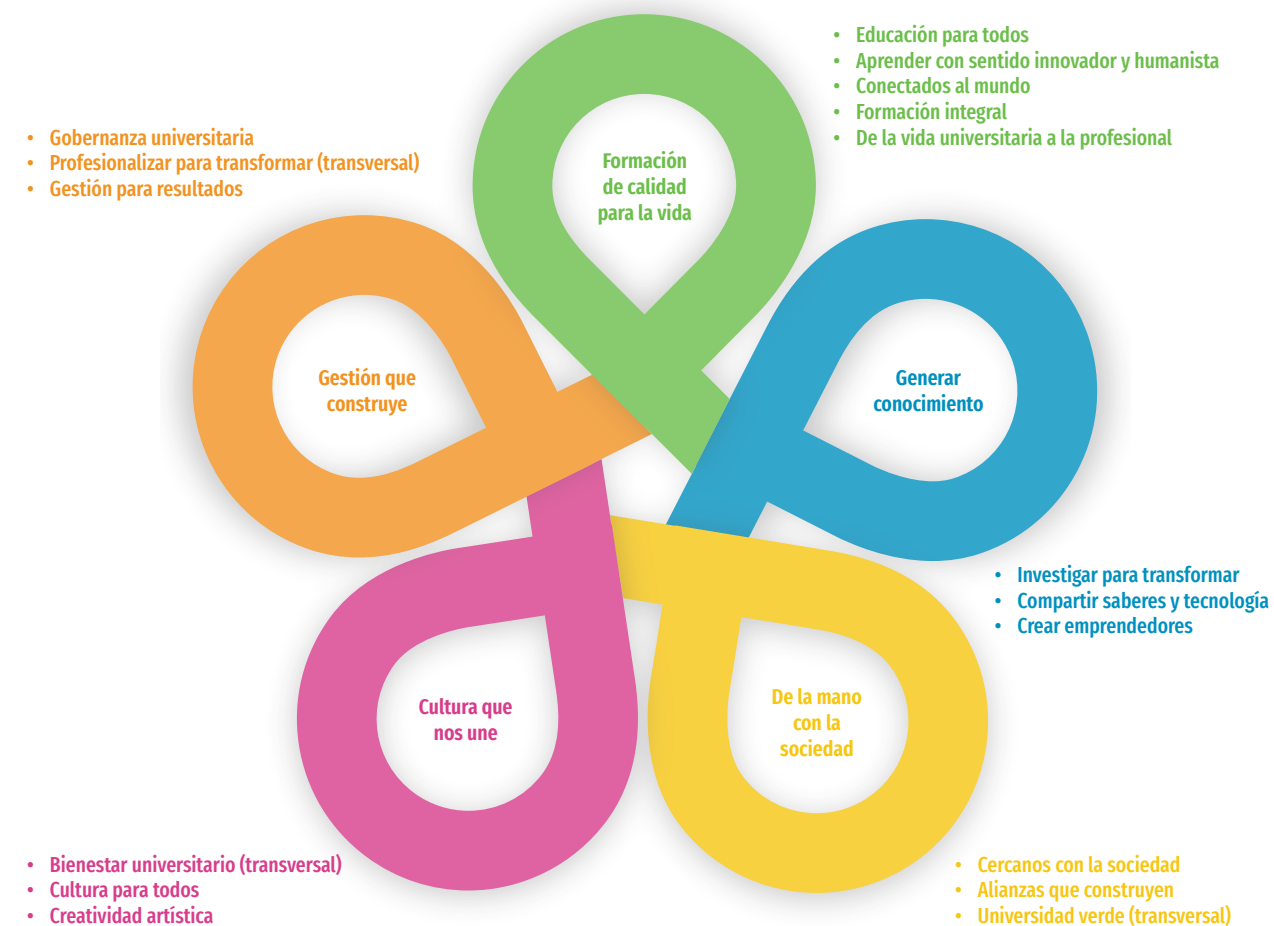 • Educación para todos
• Aprender con sentido innovador y humanista
• Conectados al mundo
• Formación integral
• De la vida universitaria a la profesional
• Gobernanza universitaria
• Profesionalizar para transformar (transversal)
• Gestión para resultados
Formación
de calidad
para la vida
Gestión que
construye
Generar
conocimiento
• Investigar para transformar
• Compartir saberes y tecnología
• Crear emprendedores
Cultura que
nos une
De la mano
con la
sociedad
• Bienestar universitario (transversal)
• Cultura para todos
• Creatividad artística
• Cercanos con la sociedad
• Alianzas que construyen
• Universidad verde (transversal)